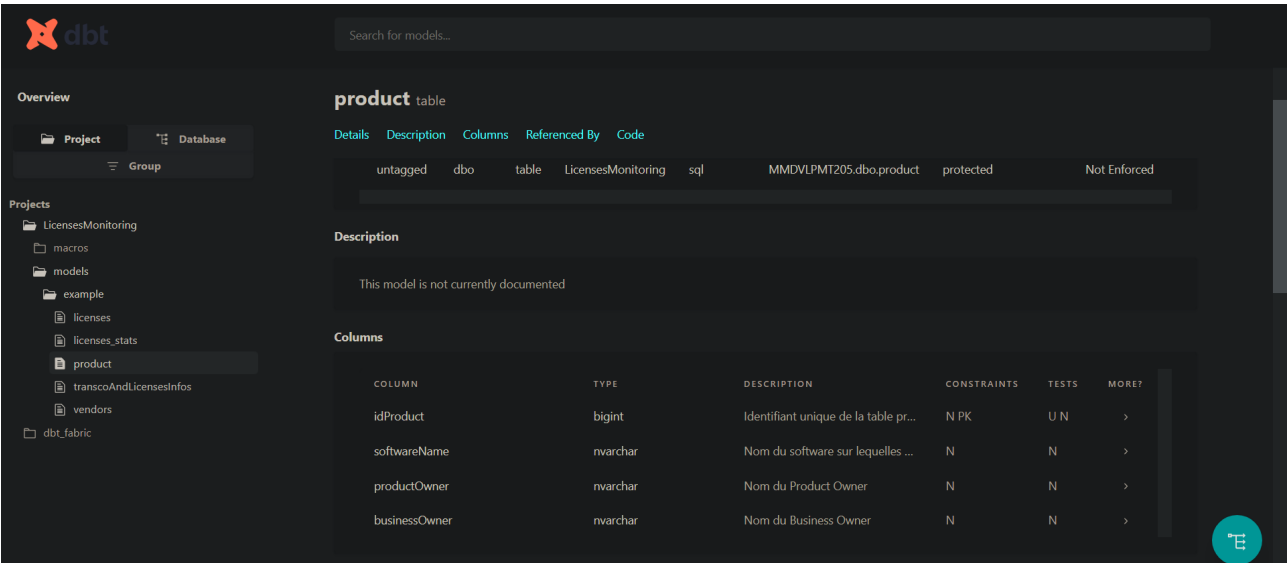 dbt
Search for models...
Overview
Project Database
Group
Projects
LicensesMonitoring
macros
models
example
licenses
licenses_stats
product
transcoAndLicensesInfos
vendors
dbt_fabric
product table
Details Description Columns Referenced By Code
untagged dbo table LicensesMonitoring sql MMDVLPMT205.dbo.product protected Not Enforced
Description
This model is not currently documented
Columns
COLUMN TYPE DESCRIPTION CONSTRAINTS TESTS MORE?
idProduct bigint Identifiant unique de la table pr... N PK U N >
softwareName nvarchar Nom du software sur lequelles ... N N >
productOwner nvarchar Nom du Product Owner N N >
businessOwner nvarchar Nom du Business Owner N N >